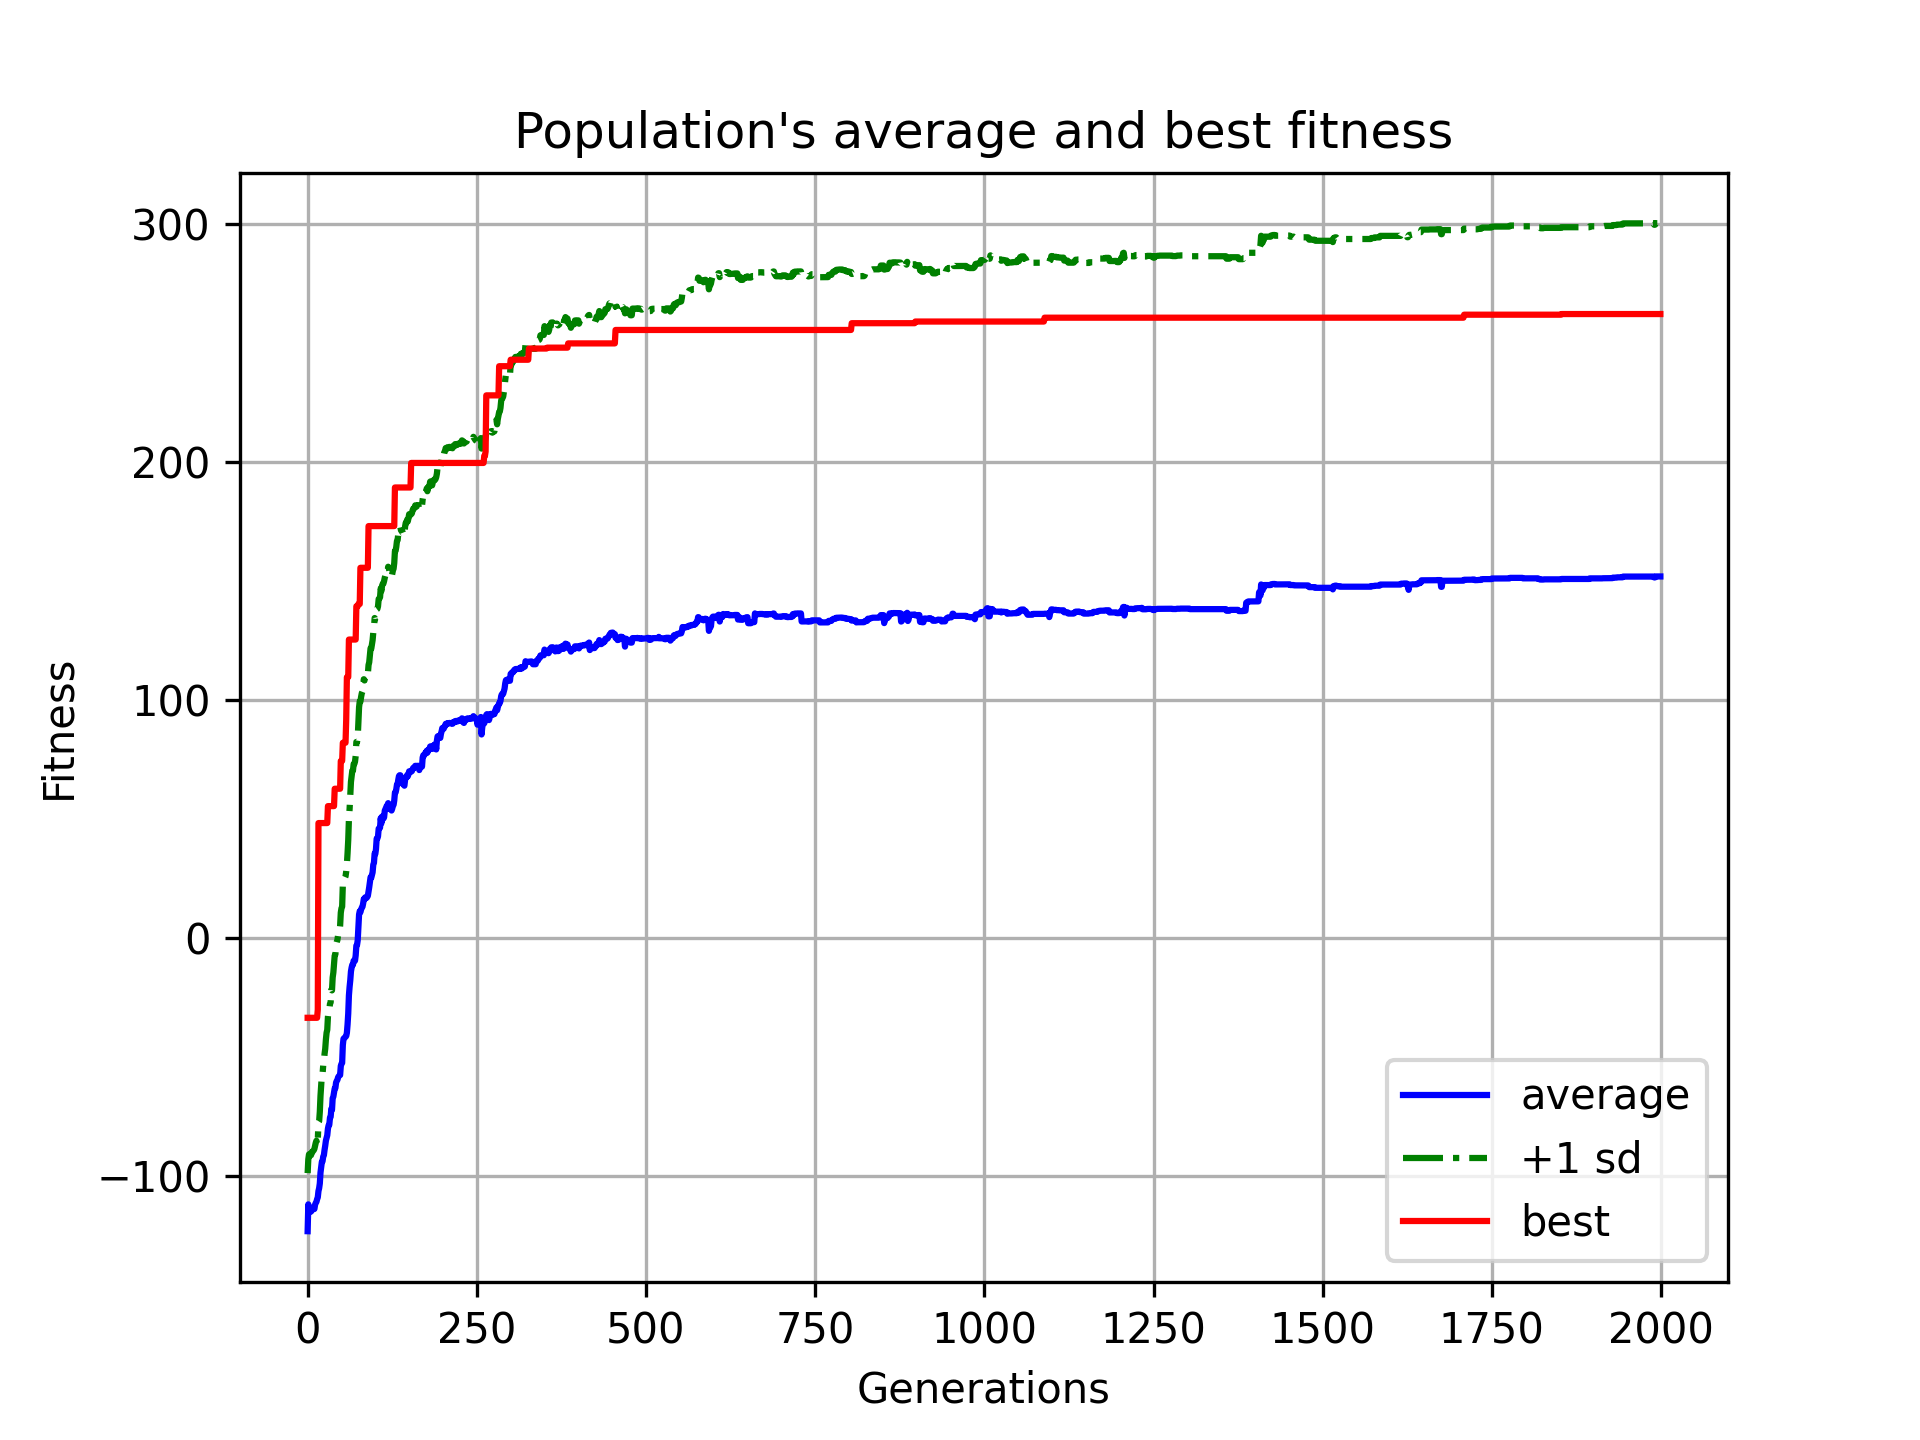 Population's average and best fitness
Fitness
300
200
100
0
−100
0 250 500 750 1000 1250 1500 1750 2000
Generations
average
+1 sd
best